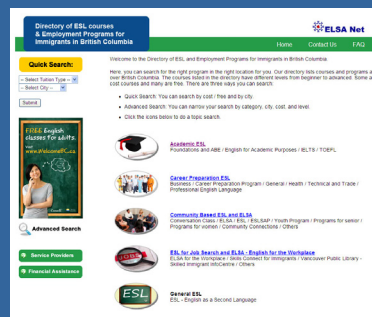 Directory of ESL courses
& Employment Programs for
Immigrants in British Columbia
ELSA Net
Home Contact Us FAQ
Quick Search:
-- Select Tuition Type --
-- Select City --
Submit
Welcome to the Directory of ESL and Employment Programs for Immigrants in British Columbia.
Here, you can search for the right program in the right location for you. Our directory lists courses and programs a
over British Columbia. The courses listed in the directory have different levels from beginner to advanced. Some a
cost courses and many are free. There are three ways you can search:
Quick Search: You can search by cost / free and by city.
Advanced Search: You can narrow your search by category, city, cost, and level.
Click the icons below to do a topic search.
FREE English
classes for adults.
Visit
www.WelcomeBC.ca
Advanced Search
Service Providers
Financial Assistance
Academic ESL
Foundations and ABE / English for Academic Purposes / IELTS / TOEFL
Career Preparation ESL
Business / Career Preparation Program / General / Health / Technical and Trade /
Professional English Language
Community Based ESL and ELSA
Conversation Class / ELSA / ESL / ESLSAP / Youth Program / Programs for senior /
Programs for women / Community Connections / Others
JOBS
ESL for Job Search and ELSA - English for the Workplace
ELSA for the Workplace / Skills Connect for Immigrants / Vancouver Public Library -
Skilled Immigrant InfoCentre / Others
ESL
General ESL
ESL - English as a Second Language